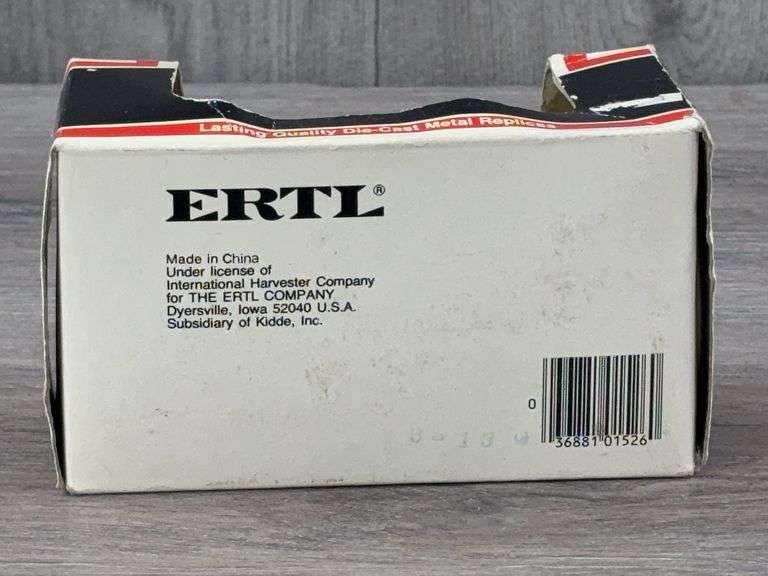 Lasting Quality Die-Cast Metal Replicas
ERTL®
Made in China
Under license of
International Harvester Company
for THE ERTL COMPANY
Dyersville, Iowa 52040 U.S.A.
Subsidiary of Kidde, Inc.
0 36881 01526